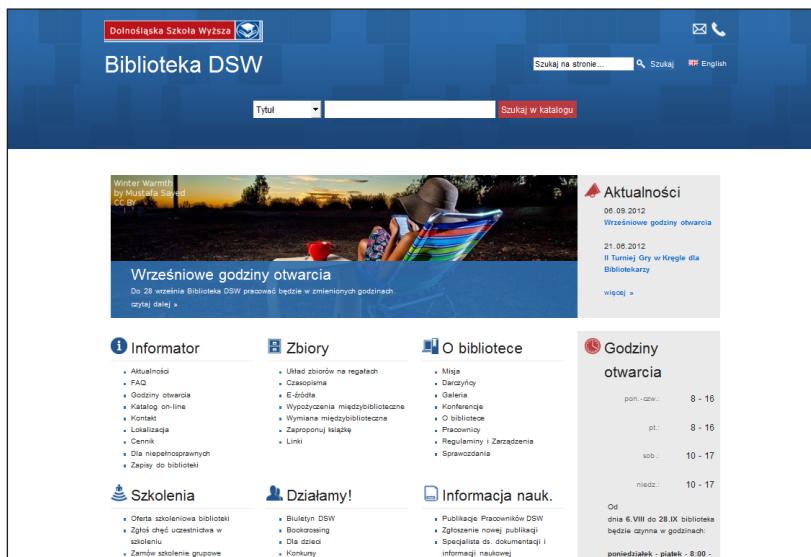 Dolnośląska Szkoła Wyższa
Biblioteka DSW
Szukaj na stronie...
Szukaj
English
Tytuł
Szukaj w katalogu
Winter Warmth
by Mustafa Sayed
CC BY
Wrześniowe godziny otwarcia
Do 28 września Biblioteka DSW pracować będzie w zmienionych godzinach.
czytaj dalej »
Aktualności
06.09.2012
Wrześniowe godziny otwarcia
21.06.2012
II Turniej Gry w Kręgle dla
Bibliotekarzy
więcej »
Informator
Aktualności
FAQ
Godziny otwarcia
Katalog on-line
Kontakt
Lokalizacja
Cennik
Dla niepełnosprawnych
Zapisy do biblioteki
Zbiory
Układ zbiorów na regałach
Czasopisma
E-źródła
Wypożyczenia międzybiblioteczne
Wymiana międzybiblioteczna
Zaproponuj książkę
Linki
O bibliotece
Misja
Darczyńcy
Galeria
Konferencje
O bibliotece
Pracownicy
Regulaminy i Zarządzenia
Sprawozdania
Godziny
otwarcia
pon.-czw.: 8 - 16
pt.: 8 - 16
sob.: 10 - 17
niedz.: 10 - 17
Od
dnia 6.VIII do 28.IX biblioteka
będzie czynna w godzinach:
poniedziałek - piątek - 8:00 -
Szkolenia
Oferta szkoleniowa biblioteki
Zgłoś chęć uczestnictwa w
szkoleniu
Zamów szkolenie grupowe
Działamy!
Biuletyn DSW
Bookcrossing
Dla dzieci
Konkursy
Informacja nauk.
Publikacje Pracowników DSW
Zgłoszenie nowej publikacji
Specjalista ds. dokumentacji i
informacji naukowej